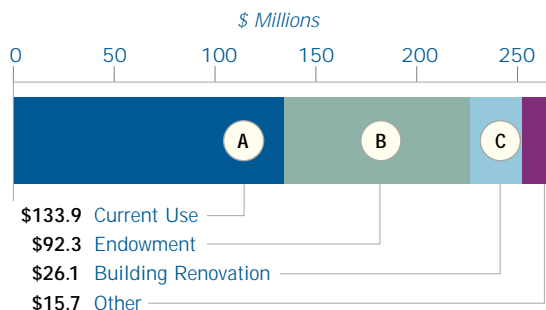 $ Millions
0 50 100 150 200 250
A B C
$133.9 Current Use
$92.3 Endowment
$26.1 Building Renovation
$15.7 Other